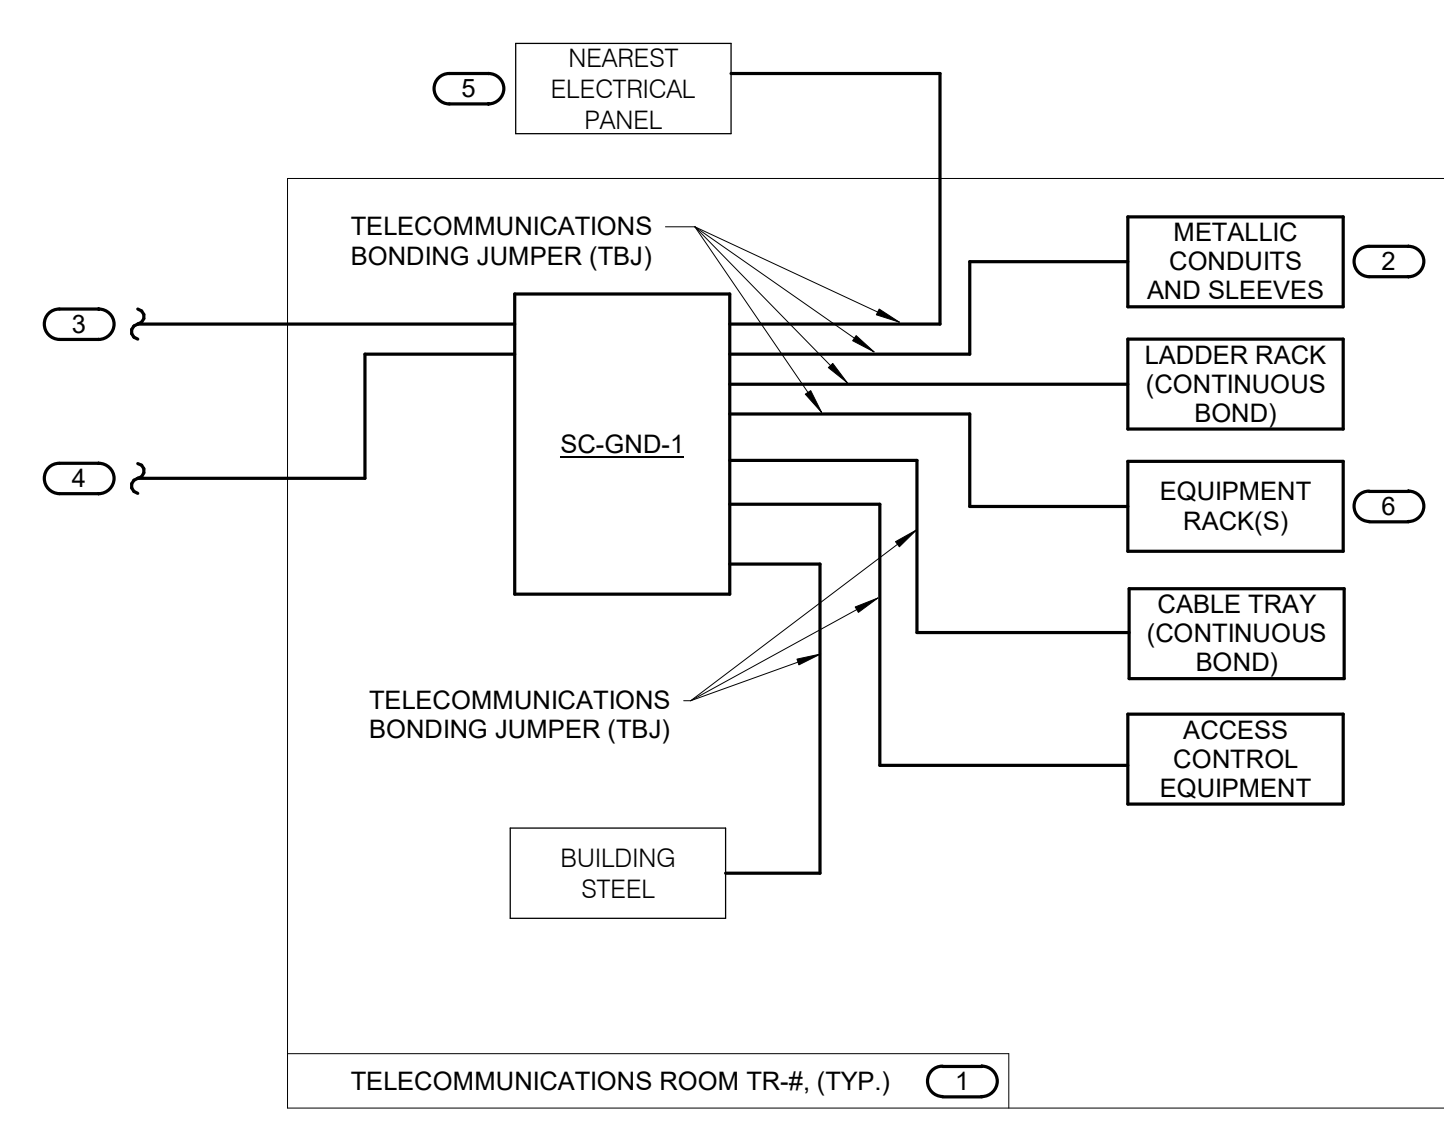 NEAREST
ELECTRICAL
PANEL
5
TELECOMMUNICATIONS
BONDING JUMPER (TBJ)
METALLIC
CONDUITS
AND SLEEVES
2
3
LADDER RACK
(CONTINUOUS
BOND)
SC-GND-1
4
EQUIPMENT
RACK(S)
6
CABLE TRAY
(CONTINUOUS
BOND)
TELECOMMUNICATIONS
BONDING JUMPER (TBJ)
ACCESS
CONTROL
EQUIPMENT
BUILDING
STEEL
TELECOMMUNICATIONS ROOM TR-#, (TYP.)
1